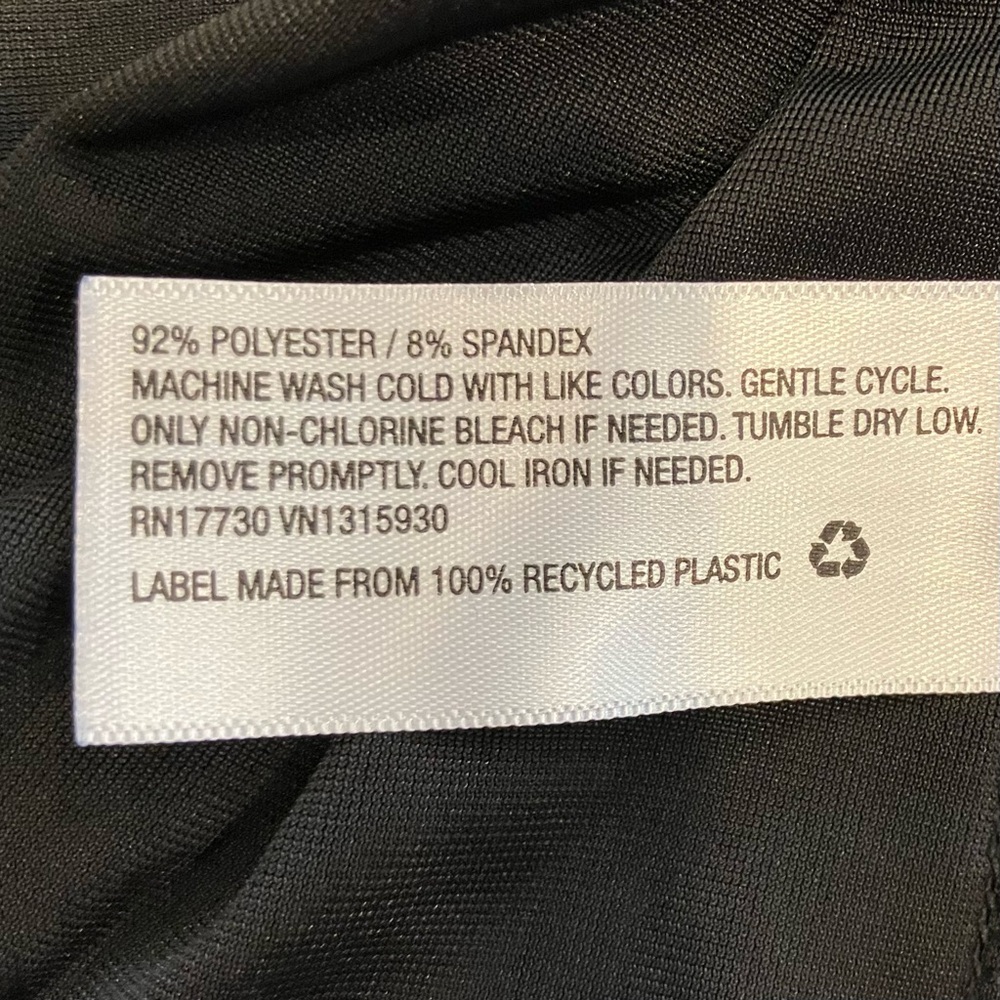 92% POLYESTER / 8% SPANDEX
MACHINE WASH COLD WITH LIKE COLORS. GENTLE CYCLE.
ONLY NON-CHLORINE BLEACH IF NEEDED. TUMBLE DRY LOW.
REMOVE PROMPTLY. COOL IRON IF NEEDED.
RN17730 VN1315930
LABEL MADE FROM 100% RECYCLED PLASTIC